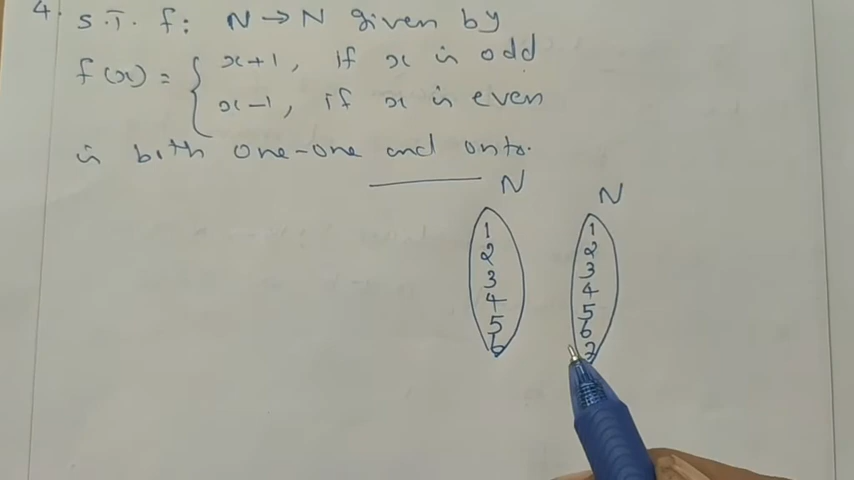 4. S.T. f: N → N given by
f(x) = { x+1, if x is odd
x-1, if x is even
is both one-one and onto.
N N
1 1
2 2
3 3
4 4
5 5
6 6
7